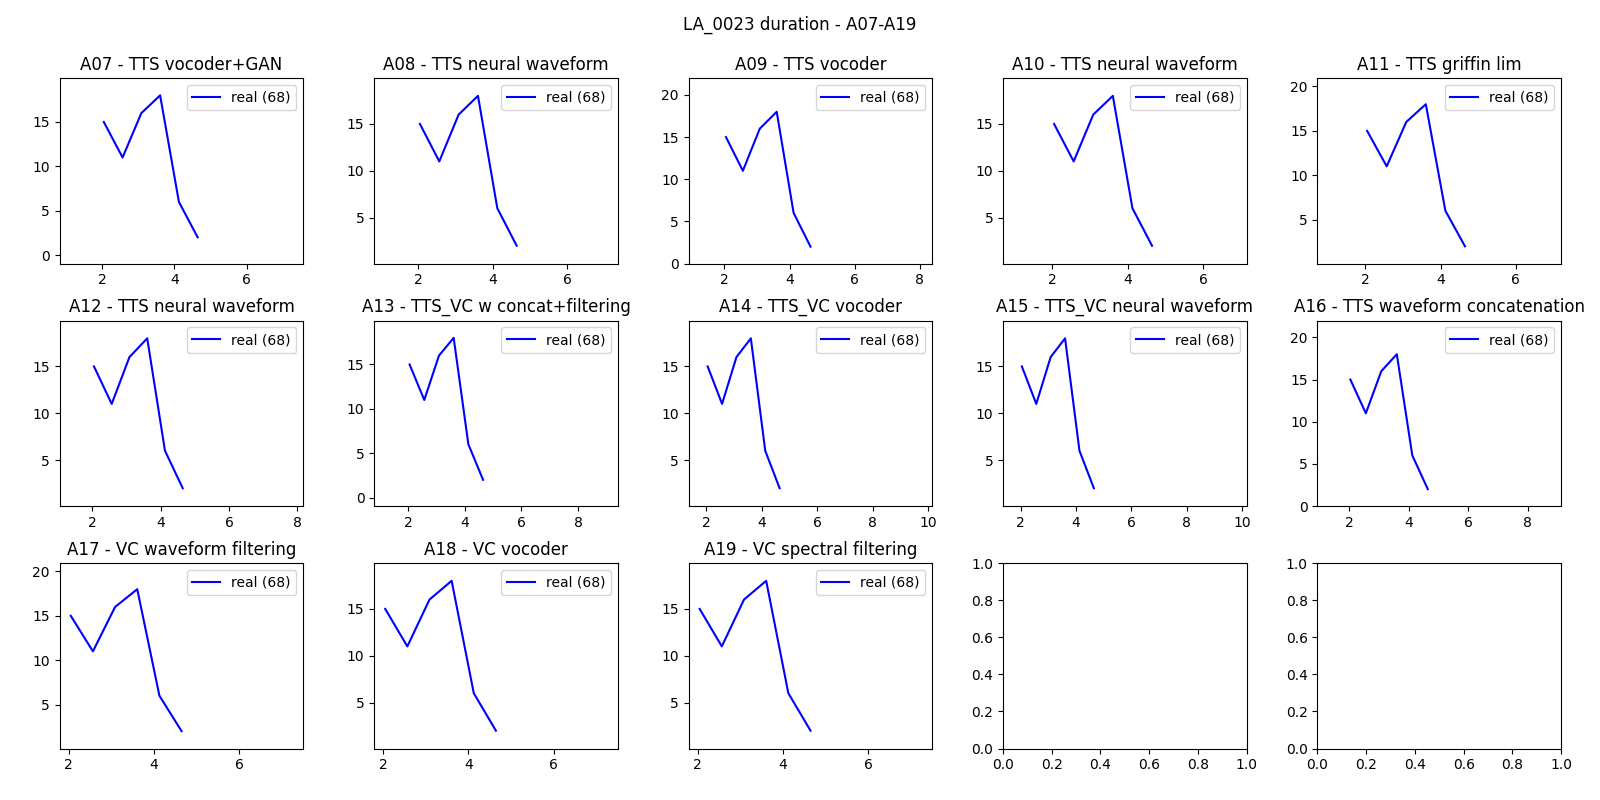 LA_0023 duration - A07-A19
A07 - TTS vocoder+GAN
real (68)
15
10
5
0
2 4 6
A08 - TTS neural waveform
real (68)
15
10
5
2 4 6
A09 - TTS vocoder
real (68)
20
15
10
5
0
2 4 6 8
A10 - TTS neural waveform
real (68)
15
10
5
2 4 6
A11 - TTS griffin lim
real (68)
20
15
10
5
2 4 6
A12 - TTS neural waveform
real (68)
15
10
5
2 4 6 8
A13 - TTS_VC w concat+filtering
real (68)
15
10
5
0
2 4 6 8
A14 - TTS_VC vocoder
real (68)
15
10
5
2 4 6 8 10
A15 - TTS_VC neural waveform
real (68)
15
10
5
2 4 6 8 10
A16 - TTS waveform concatenation
real (68)
20
15
10
5
0
2 4 6 8
A17 - VC waveform filtering
real (68)
20
15
10
5
2 4 6
A18 - VC vocoder
real (68)
15
10
5
2 4 6
A19 - VC spectral filtering
real (68)
15
10
5
2 4 6
1.0
0.8
0.6
0.4
0.2
0.0
0.0 0.2 0.4 0.6 0.8 1.0
1.0
0.8
0.6
0.4
0.2
0.0
0.0 0.2 0.4 0.6 0.8 1.0